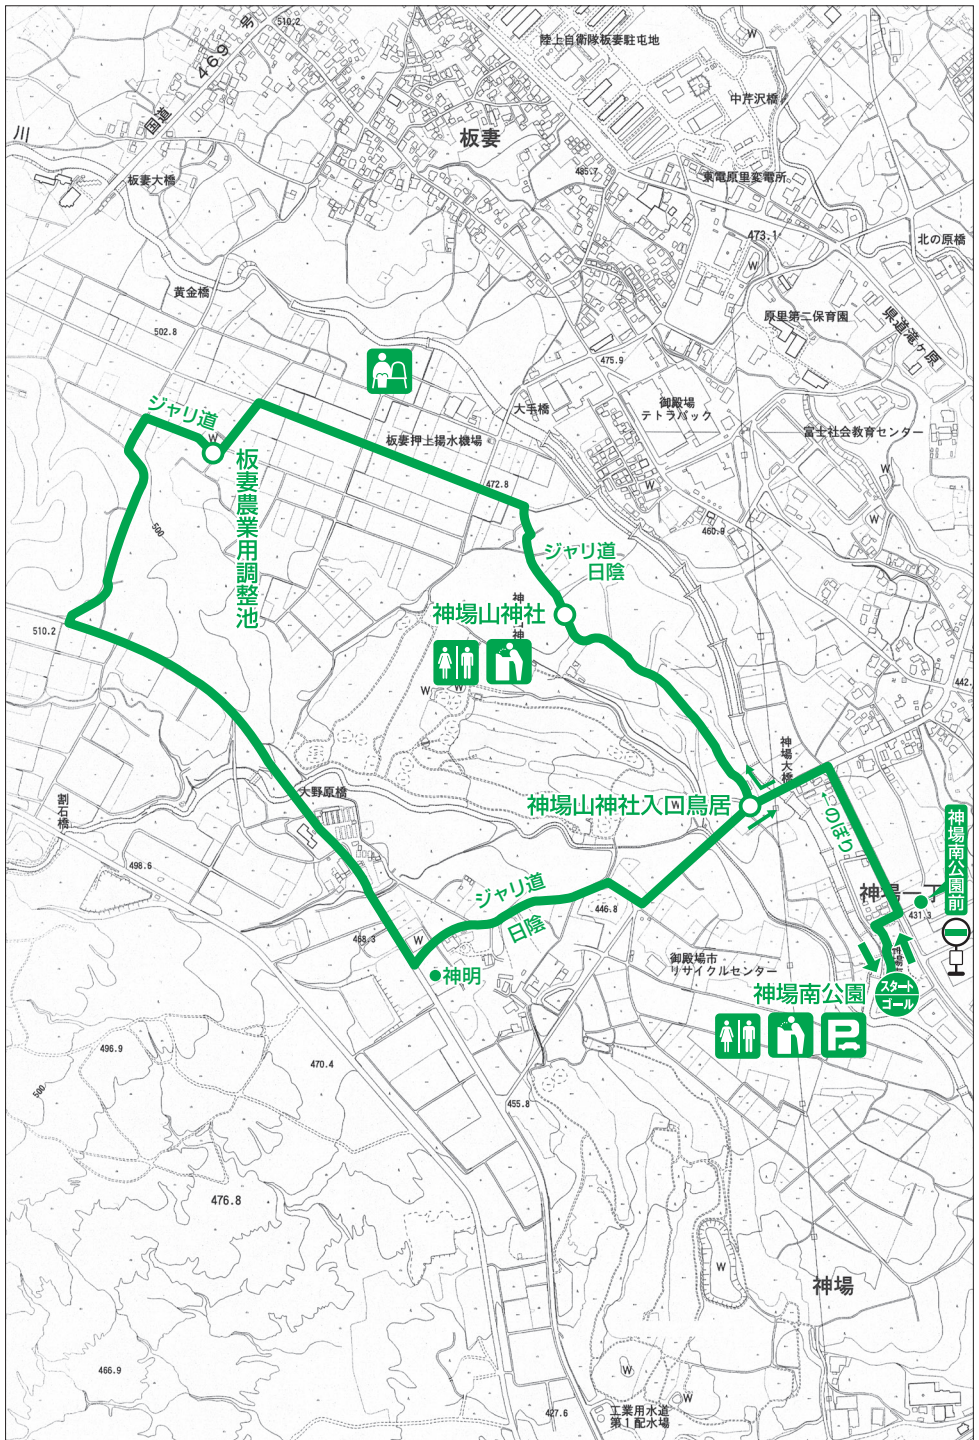 510.2
国道469号
陸上自衛隊板妻駐屯地
W
中芹沢橋
川
板妻
板妻大橋
485.7
東電原里変電所
473.1
北の原橋
W
黄金橋
502.8
原里第二保育園
県道滝ヶ原
475.9
大手橋
御殿場
テトラパック
ジャリ道
W
板妻押上揚水機場
富士社会教育センター
W
472.8
W
W
460.9
500
板妻農業用調整池
ジャリ道
日陰
神場山神社
510.2
W
W
442.
神場大橋
大野原橋
割石橋
神場山神社入口鳥居
W
のぼり
神場南公園前
498.6
ジャリ道
日陰
446.8
神場一丁
431.3
468.3
W
神明
御殿場市
リサイクルセンター
神場南公園
スタート
ゴール
P
496.9
470.4
500
455.8
476.8
W
神場
466.9
W
W
427.6
工業用水道
第1配水場